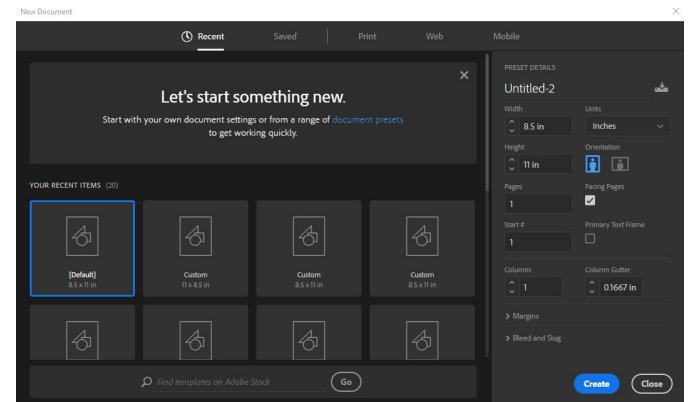 New Document
Recent
Saved
Print
Web
Mobile
Let's start something new.
Start with your own document settings or from a range of document presets
to get working quickly.
YOUR RECENT ITEMS (20)
[Default]
8.5 x 11 in
Custom
11 x 8.5 in
Custom
8.5 x 11 in
Custom
8.5 x 11 in
Find templates on Adobe Stock
Go
PRESET DETAILS
Untitled-2
Width
Units
8.5 in
Inches
Height
Orientation
11 in
Pages
Facing Pages
1
Start #
Primary Text Frame
1
Columns
Column Gutter
1
0.1667 in
Margins
Bleed and Slug
Create
Close